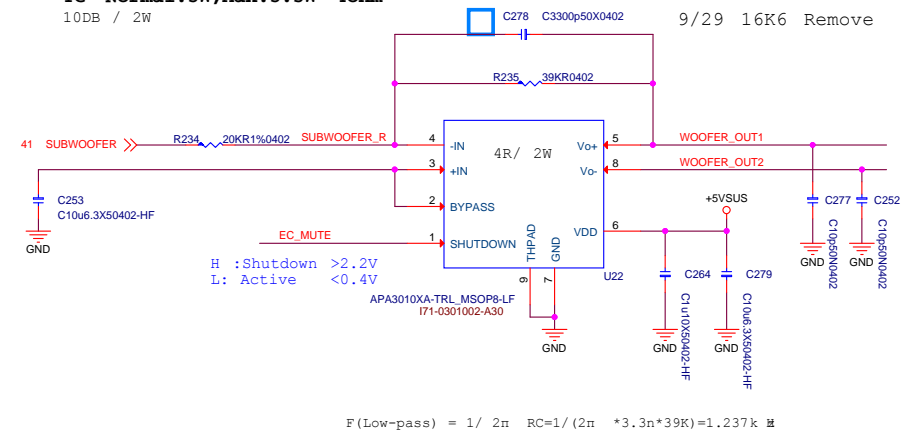 10DB / 2W
C278 C3300p50X0402
9/29 16K6 Remove
R235 39KR0402
41 SUBWOOFER
R234 20KR1%0402
SUBWOOFER_R
4
-IN
4R/ 2W
Vo+
5
WOOFER_OUT1
3
+IN
Vo-
8
WOOFER_OUT2
C253
C10u6.3X50402-HF
GND
2
BYPASS
+5VSUS
C277
C10p50N0402
GND
C252
C10p50N0402
GND
EC_MUTE
1
SHUTDOWN
THPAD
GND
VDD
6
H :Shutdown >2.2V
L: Active <0.4V
9
7
U22
APA3010XA-TRL_MSOP8-LF
I71-0301002-A30
GND
C264
C1u10X50402-HF
GND
C279
C10u6.3X50402-HF
GND
F(Low-pass) = 1/ 2π RC=1/(2π *3.3n*39K)=1.237k Hz